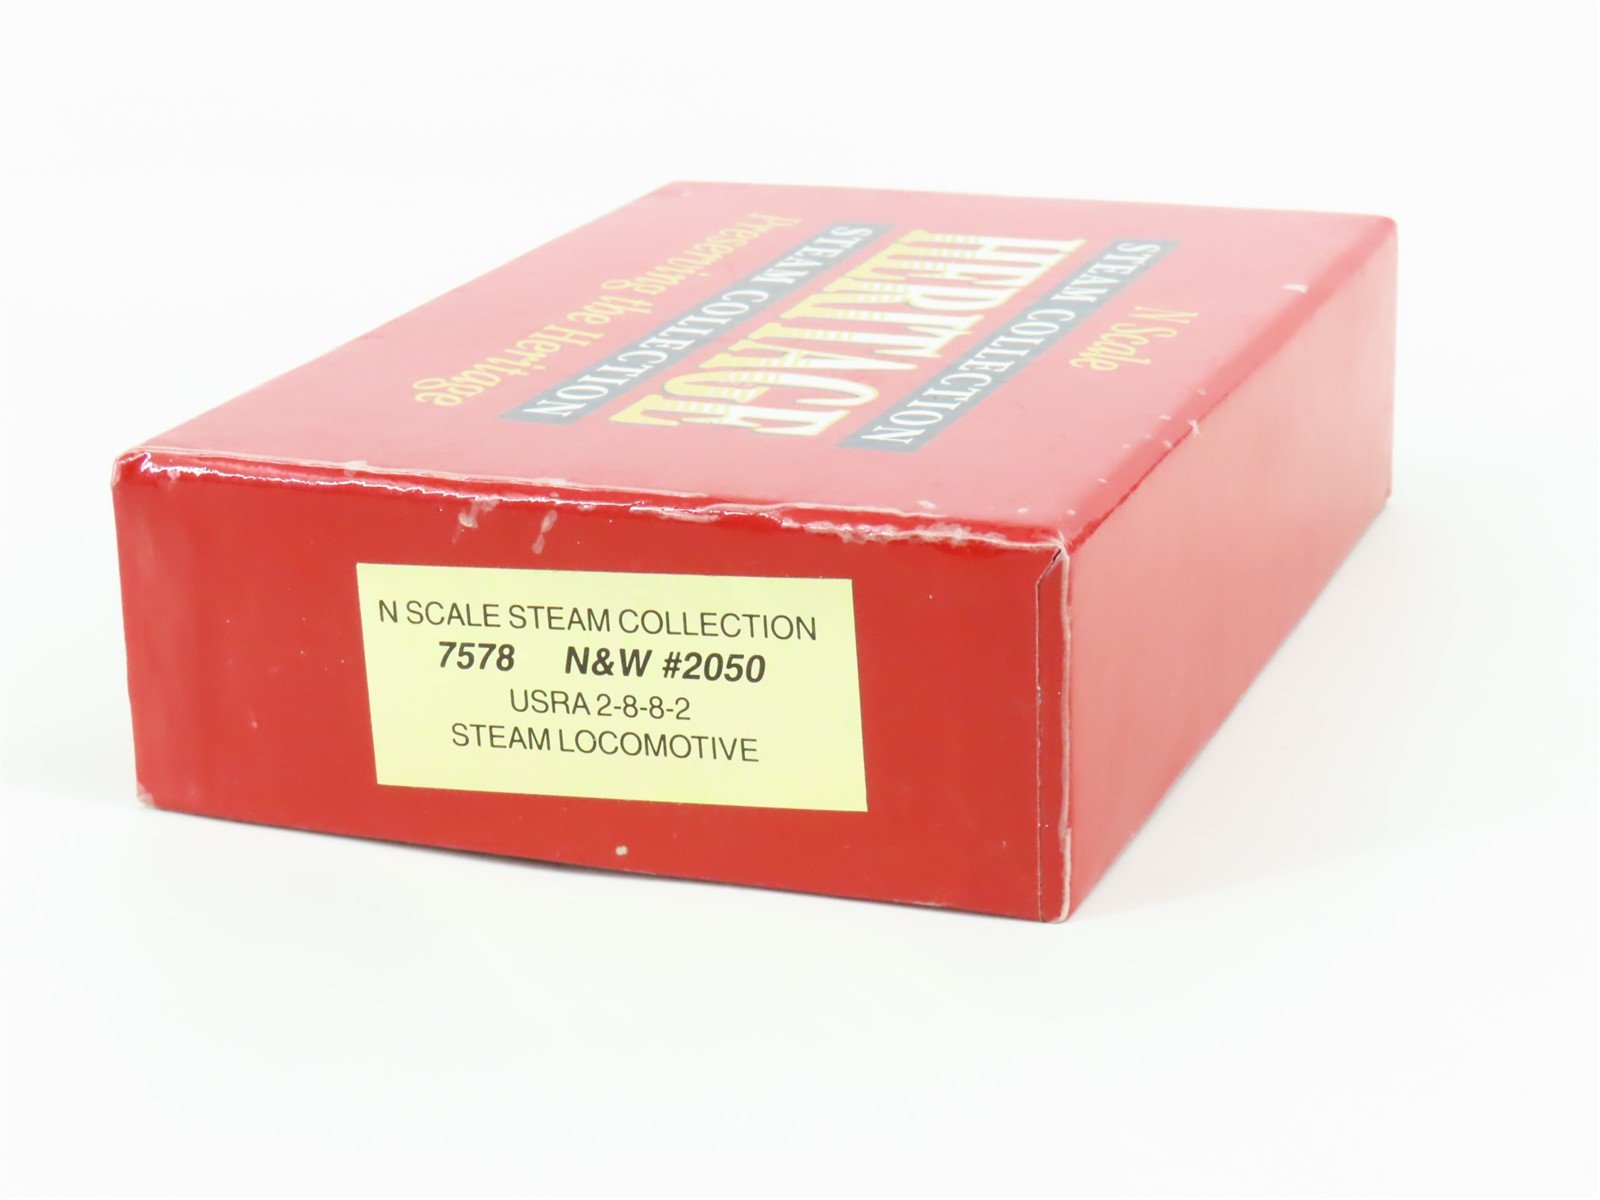 N Scale
STEAM COLLECTION
HERITAGE
STEAM COLLECTION
Preserving the Heritage
N SCALE STEAM COLLECTION
7578 N&W #2050
USRA 2-8-8-2
STEAM LOCOMOTIVE